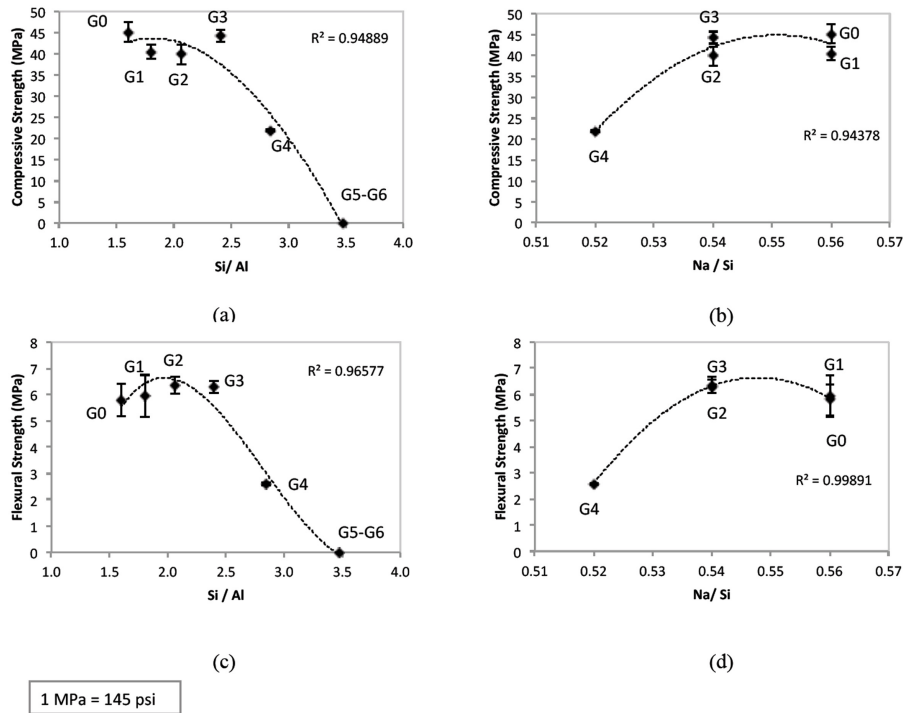 G0
G1
G2
G3
G4
G5-G6
R² = 0.94889
Compressive Strength (MPa)
50
45
40
35
30
25
20
15
10
5
0
1.0 1.5 2.0 2.5 3.0 3.5 4.0
Si/ Al
(a)
G3
G2
G0
G1
G4
R² = 0.94378
Compressive Strength (MPa)
50
45
40
35
30
25
20
15
10
5
0
0.51 0.52 0.53 0.54 0.55 0.56 0.57
Na / Si
(b)
G0
G1
G2
G3
G4
G5-G6
R² = 0.96577
Flexural Strength (MPa)
8
7
6
5
4
3
2
1
0
1.0 1.5 2.0 2.5 3.0 3.5 4.0
Si / Al
(c)
G3
G2
G1
G0
G4
R² = 0.99891
Flexural Strength (MPa)
8
7
6
5
4
3
2
1
0
0.51 0.52 0.53 0.54 0.55 0.56 0.57
Na/ Si
(d)
1 MPa = 145 psi